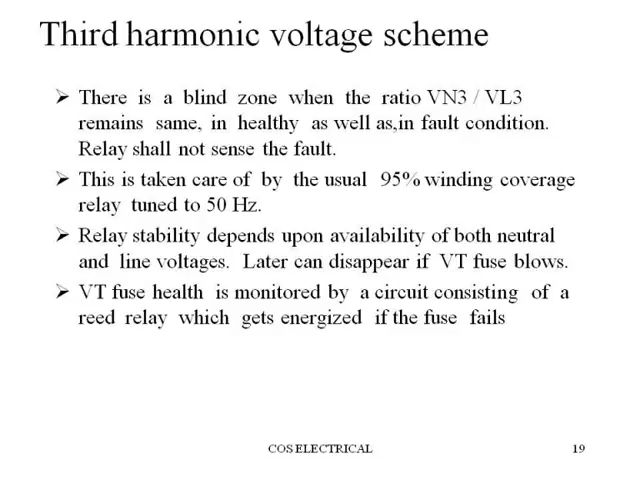 Third harmonic voltage scheme
There is a blind zone when the ratio VN3 / VL3
remains same, in healthy as well as,in fault condition.
Relay shall not sense the fault.
This is taken care of by the usual 95% winding coverage
relay tuned to 50 Hz.
Relay stability depends upon availability of both neutral
and line voltages. Later can disappear if VT fuse blows.
VT fuse health is monitored by a circuit consisting of a
reed relay which gets energized if the fuse fails
COS ELECTRICAL
19